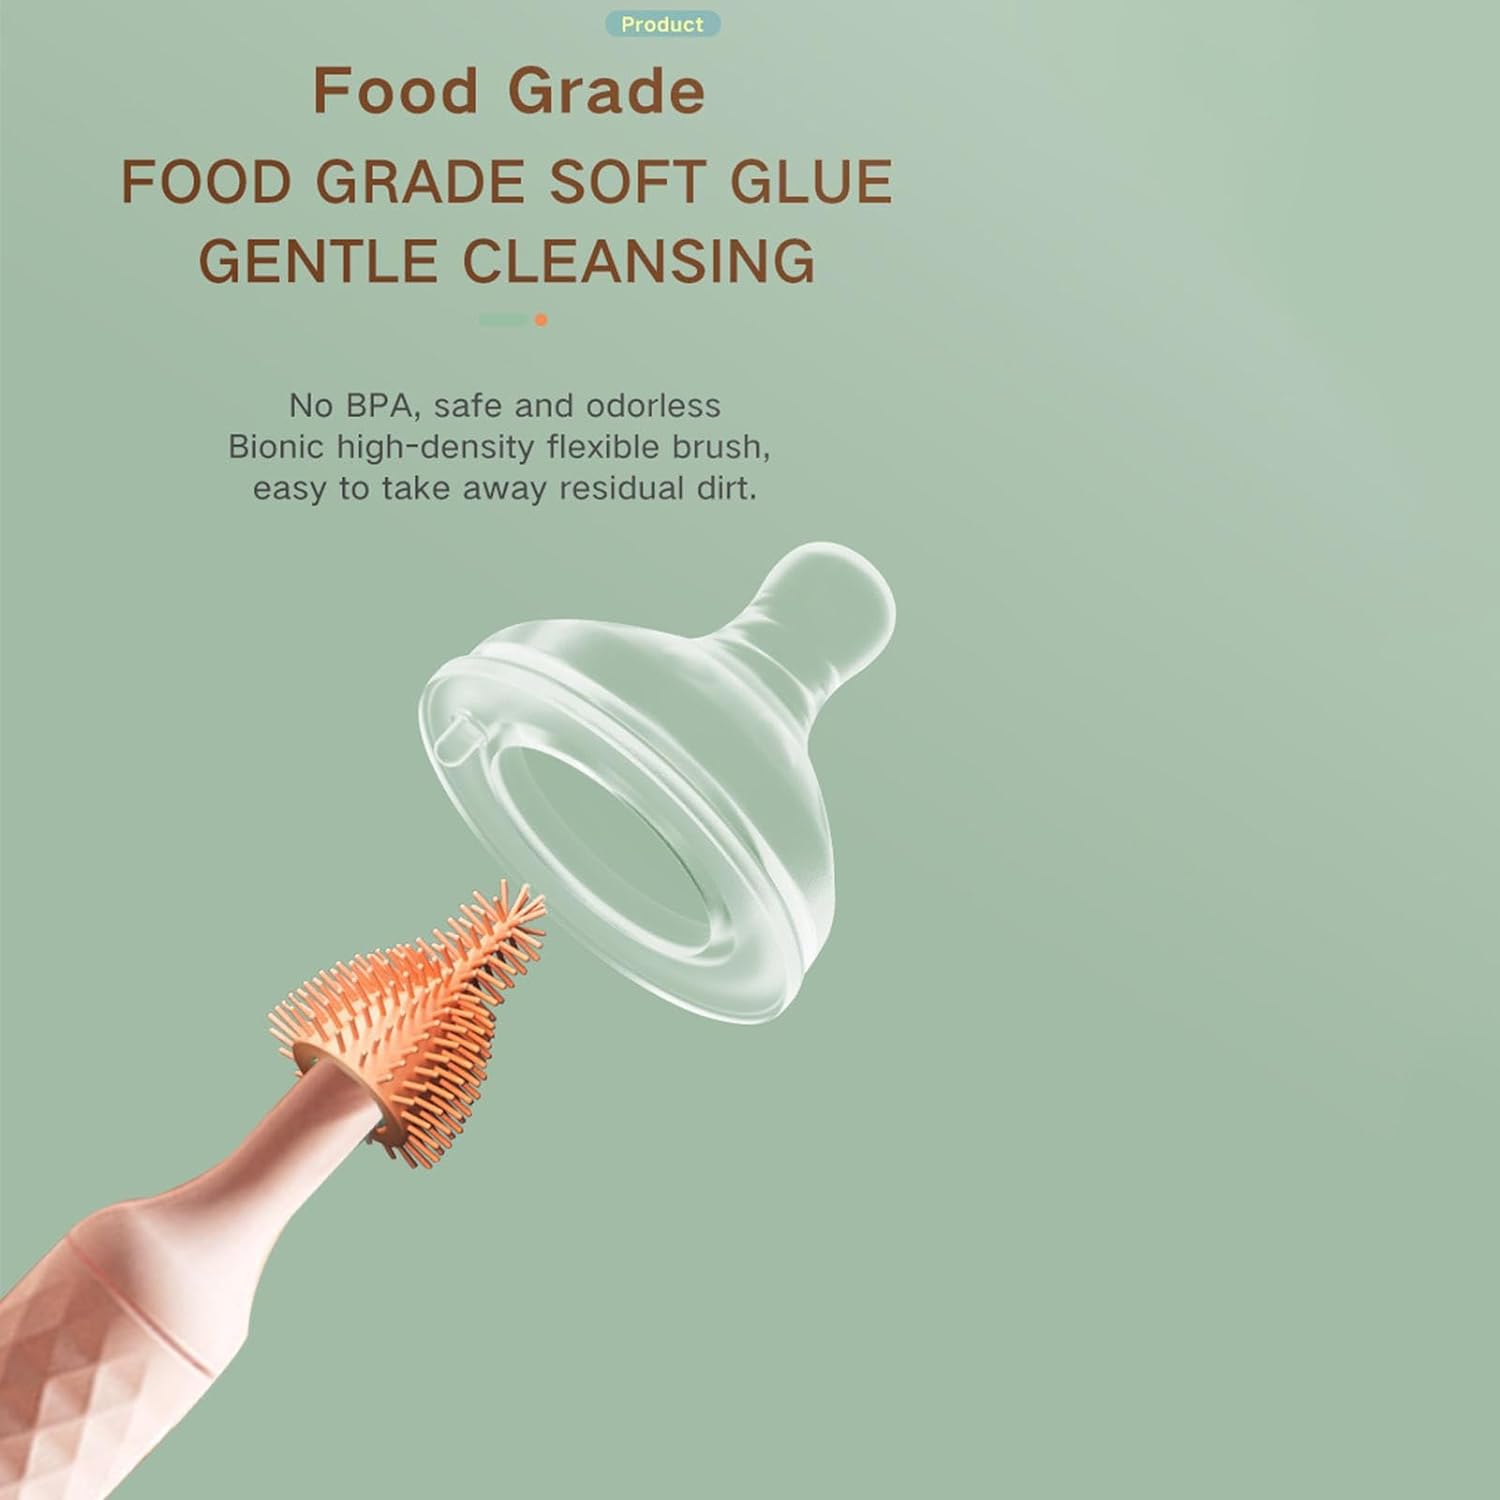 Product
Food Grade
FOOD GRADE SOFT GLUE
GENTLE CLEANSING
No BPA, safe and odorless
Bionic high-density flexible brush,
easy to take away residual dirt.